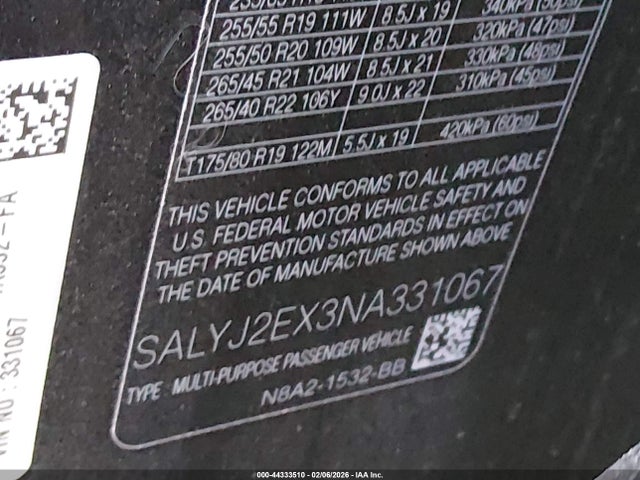 255/55 R19 111W 8.5J x 19
255/50 R20 109W 8.5J x 20 320kPa (47psi)
265/45 R21 104W 8.5J x 21 330kPa (48psi)
265/40 R22 106Y 9.0J x 22 310kPa (45psi)
T175/80 R19 122M 5.5J x 19 420kPa (60psi)
THIS VEHICLE CONFORMS TO ALL APPLICABLE
U.S. FEDERAL MOTOR VEHICLE SAFETY AND
THEFT PREVENTION STANDARDS IN EFFECT ON
THE DATE OF MANUFACTURE SHOWN ABOVE
SALYJ2EX3NA331067
TYPE MULTI-PURPOSE PASSENGER VEHICLE
N8A2-1532-BB
VIN NO: 331067
000-44333510 - 02/06/2026 - IAA Inc.